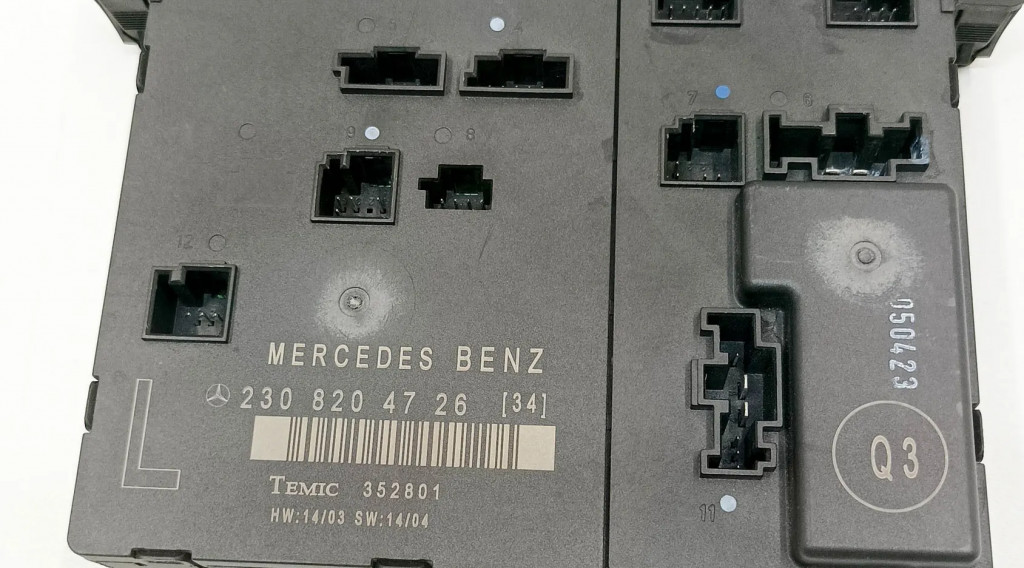 5 4
7 6
9 8
12
MERCEDES BENZ
230 820 47 26 [34]
L
TEMIC 352801
HW:14/03 SW:14/04
050423
Q3
11